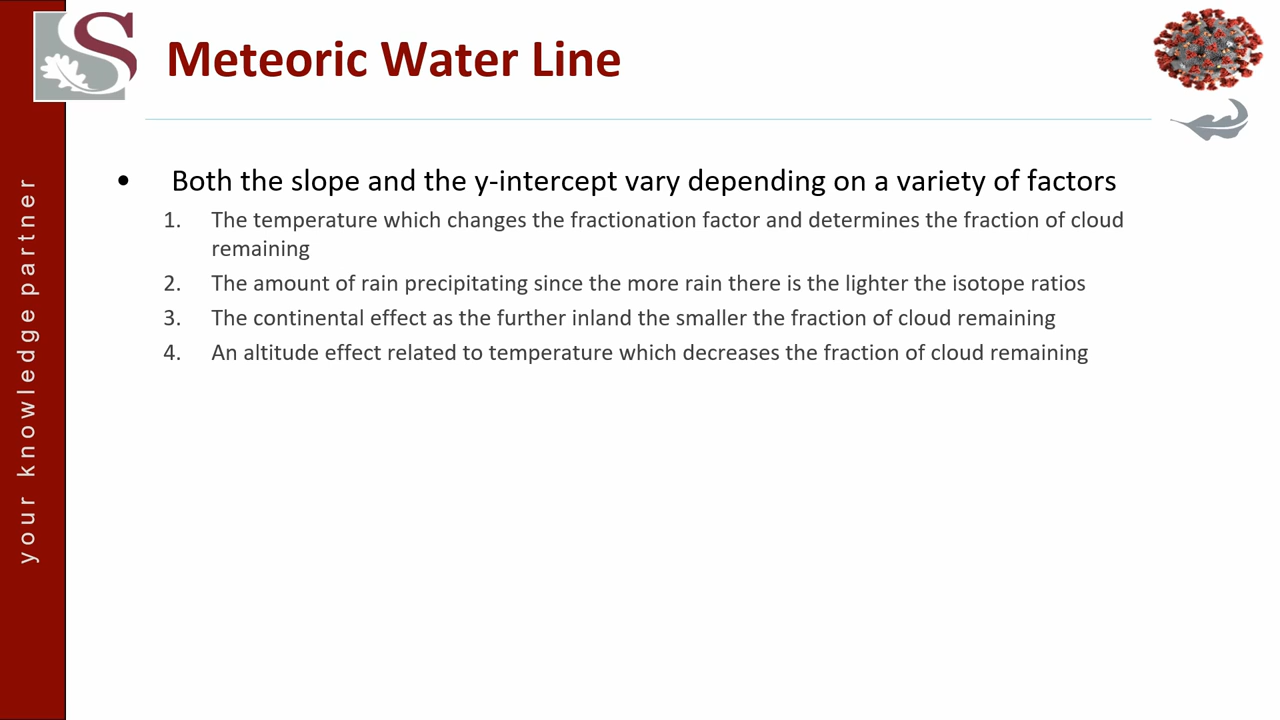 Meteoric Water Line
• Both the slope and the y-intercept vary depending on a variety of factors
1. The temperature which changes the fractionation factor and determines the fraction of cloud
remaining
2. The amount of rain precipitating since the more rain there is the lighter the isotope ratios
3. The continental effect as the further inland the smaller the fraction of cloud remaining
4. An altitude effect related to temperature which decreases the fraction of cloud remaining
your knowledge partner
S